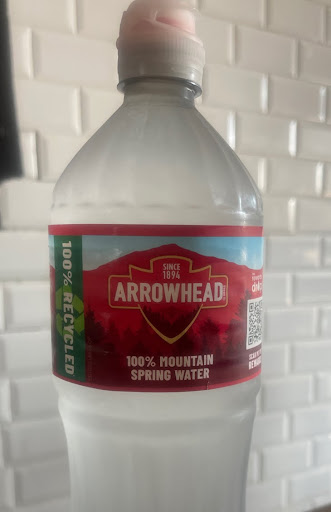 SINCE
1894
ARROWHEAD
100% MOUNTAIN
SPRING WATER
100% RECYCLED